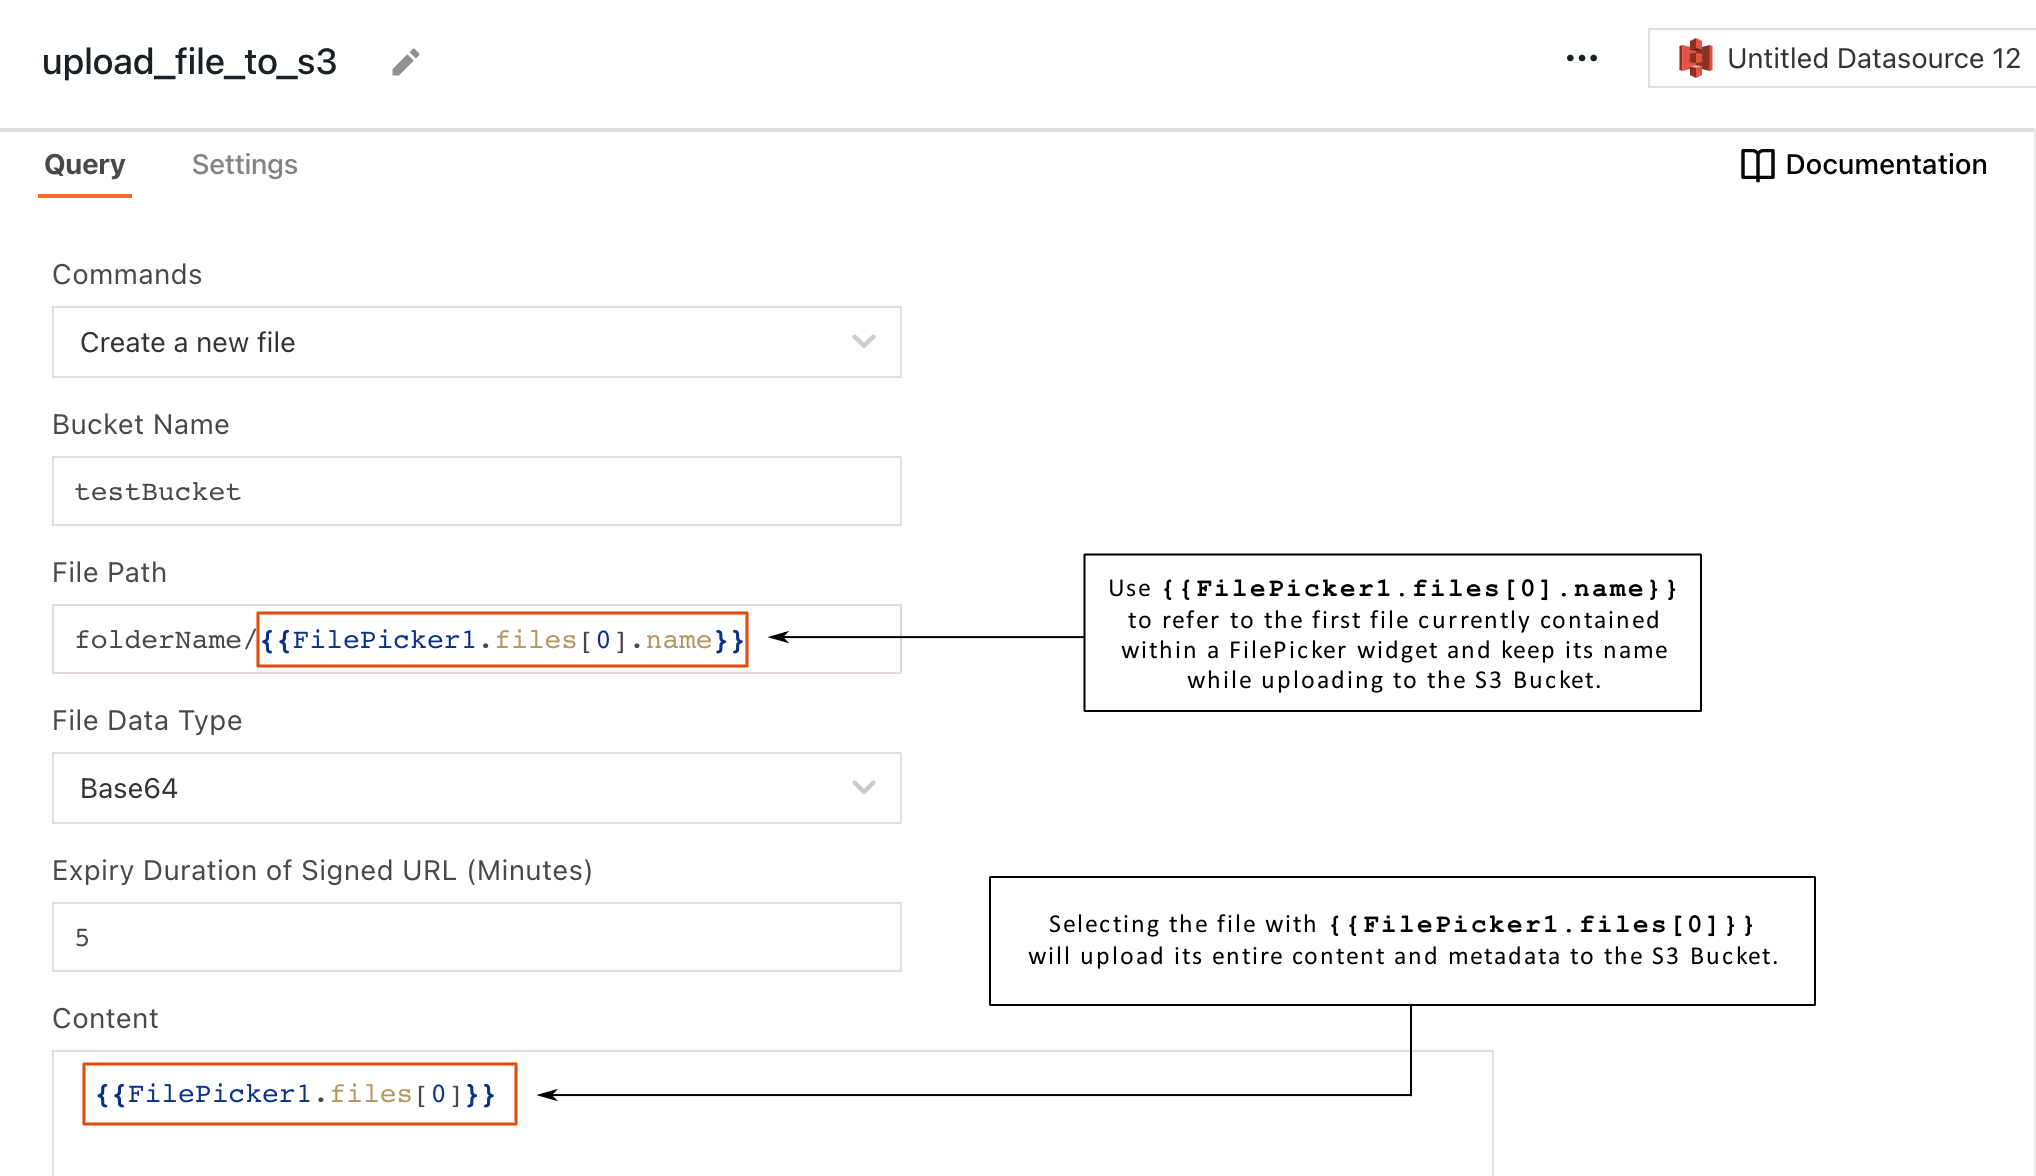 upload_file_to_s3
Untitled Datasource 12
Query
Settings
Documentation
Commands
Create a new file
Bucket Name
testBucket
File Path
folderName/{{FilePicker1.files[0].name}}
Use {{FilePicker1.files[0].name}}
to refer to the first file currently contained
within a FilePicker widget and keep its name
while uploading to the S3 Bucket.
File Data Type
Base64
Expiry Duration of Signed URL (Minutes)
5
Selecting the file with {{FilePicker1.files[0]}}
will upload its entire content and metadata to the S3 Bucket.
Content
{{FilePicker1.files[0]}}